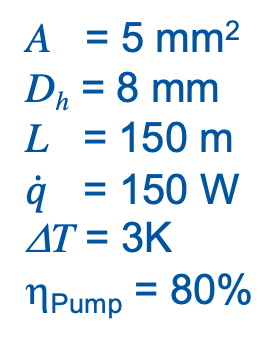 A = 5 mm²
Dₕ = 8 mm
L = 150 m
q̇ = 150 W
ΔT = 3K
ηPump = 80%